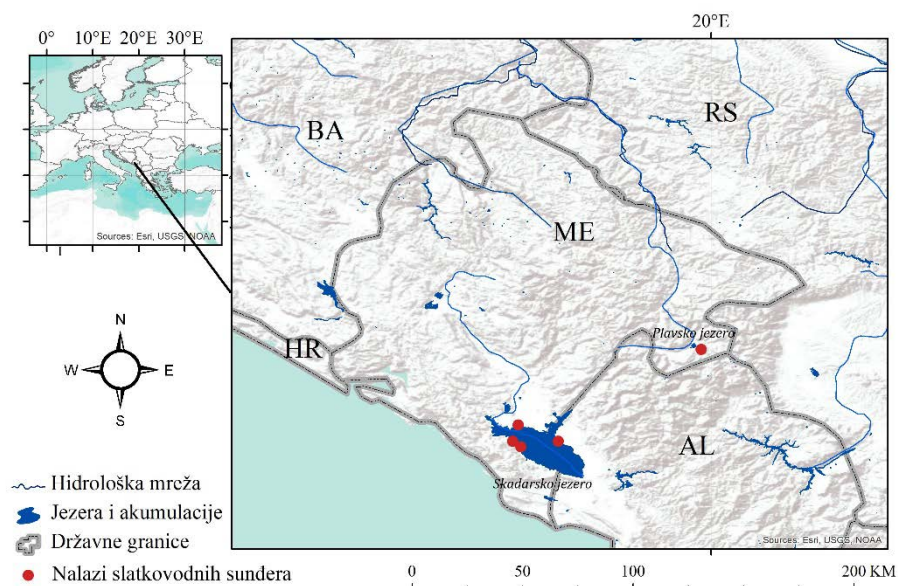 20°E
0° 10°E 20°E 30°E
Sources: Esri, USGS, NOAA
BA
RS
ME
HR
Plavsko jezero
AL
Skadarsko jezero
N
W E
S
Hidrološka mreža
Jezera i akumulacije
Državne granice
Nalazi slatkovodnih sundera
Sources: Esri, USGS, NOAA
0 50 100 200 KM